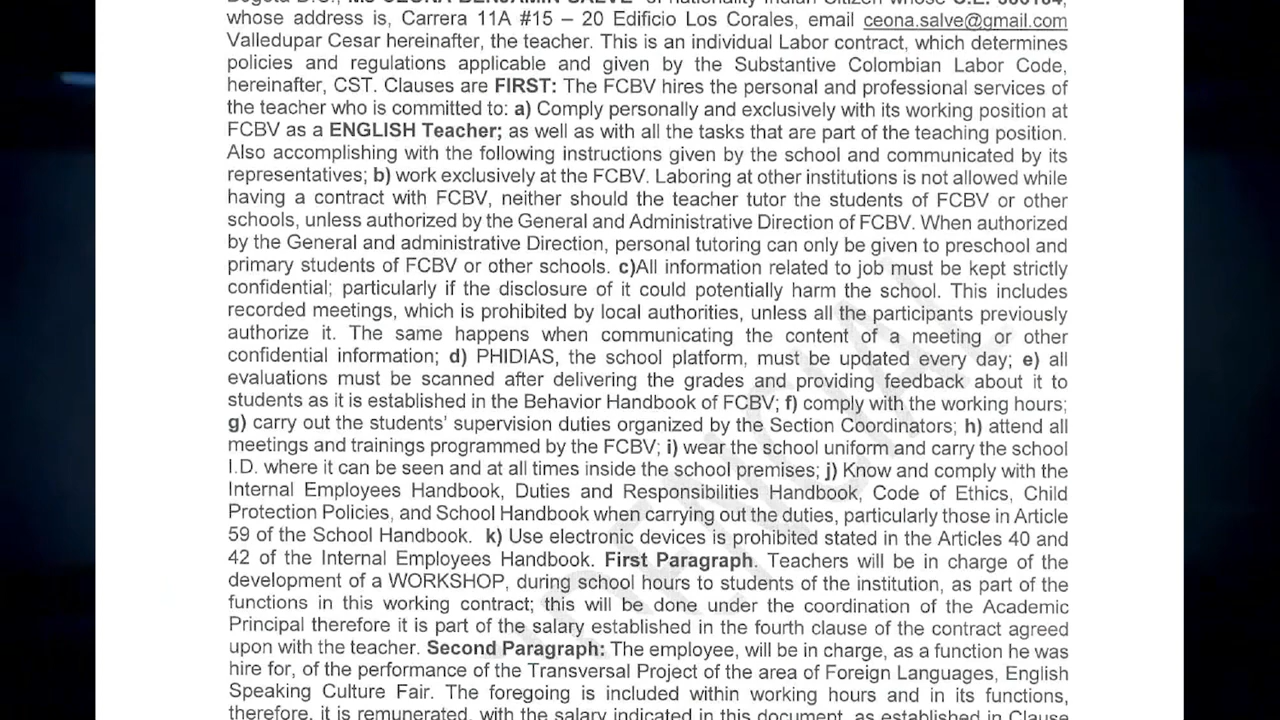 whose address is, Carrera 11A #15 – 20 Edificio Los Corales, email ceona.salve@gmail.com
Valledupar Cesar hereinafter, the teacher. This is an individual Labor contract, which determines
policies and regulations applicable and given by the Substantive Colombian Labor Code,
hereinafter, CST. Clauses are FIRST: The FCBV hires the personal and professional services of
the teacher who is committed to: a) Comply personally and exclusively with its working position at
FCBV as a ENGLISH Teacher; as well as with all the tasks that are part of the teaching position.
Also accomplishing with the following instructions given by the school and communicated by its
representatives; b) work exclusively at the FCBV. Laboring at other institutions is not allowed while
having a contract with FCBV, neither should the teacher tutor the students of FCBV or other
schools, unless authorized by the General and Administrative Direction of FCBV. When authorized
by the General and administrative Direction, personal tutoring can only be given to preschool and
primary students of FCBV or other schools. c)All information related to job must be kept strictly
confidential; particularly if the disclosure of it could potentially harm the school. This includes
recorded meetings, which is prohibited by local authorities, unless all the participants previously
authorize it. The same happens when communicating the content of a meeting or other
confidential information; d) PHIDIAS, the school platform, must be updated every day; e) all
evaluations must be scanned after delivering the grades and providing feedback about it to
students as it is established in the Behavior Handbook of FCBV; f) comply with the working hours;
g) carry out the students' supervision duties organized by the Section Coordinators; h) attend all
meetings and trainings programmed by the FCBV; i) wear the school uniform and carry the school
I.D. where it can be seen and at all times inside the school premises; j) Know and comply with the
Internal Employees Handbook, Duties and Responsibilities Handbook, Code of Ethics, Child
Protection Policies, and School Handbook when carrying out the duties, particularly those in Article
59 of the School Handbook. k) Use electronic devices is prohibited stated in the Articles 40 and
42 of the Internal Employees Handbook. First Paragraph. Teachers will be in charge of the
development of a WORKSHOP, during school hours to students of the institution, as part of the
functions in this working contract; this will be done under the coordination of the Academic
Principal therefore it is part of the salary established in the fourth clause of the contract agreed
upon with the teacher. Second Paragraph: The employee, will be in charge, as a function he was
hire for, of the performance of the Transversal Project of the area of Foreign Languages, English
Speaking Culture Fair. The foregoing is included within working hours and in its functions,
therefore, it is remunerated, with the salary indicated in this document, as established in Clause